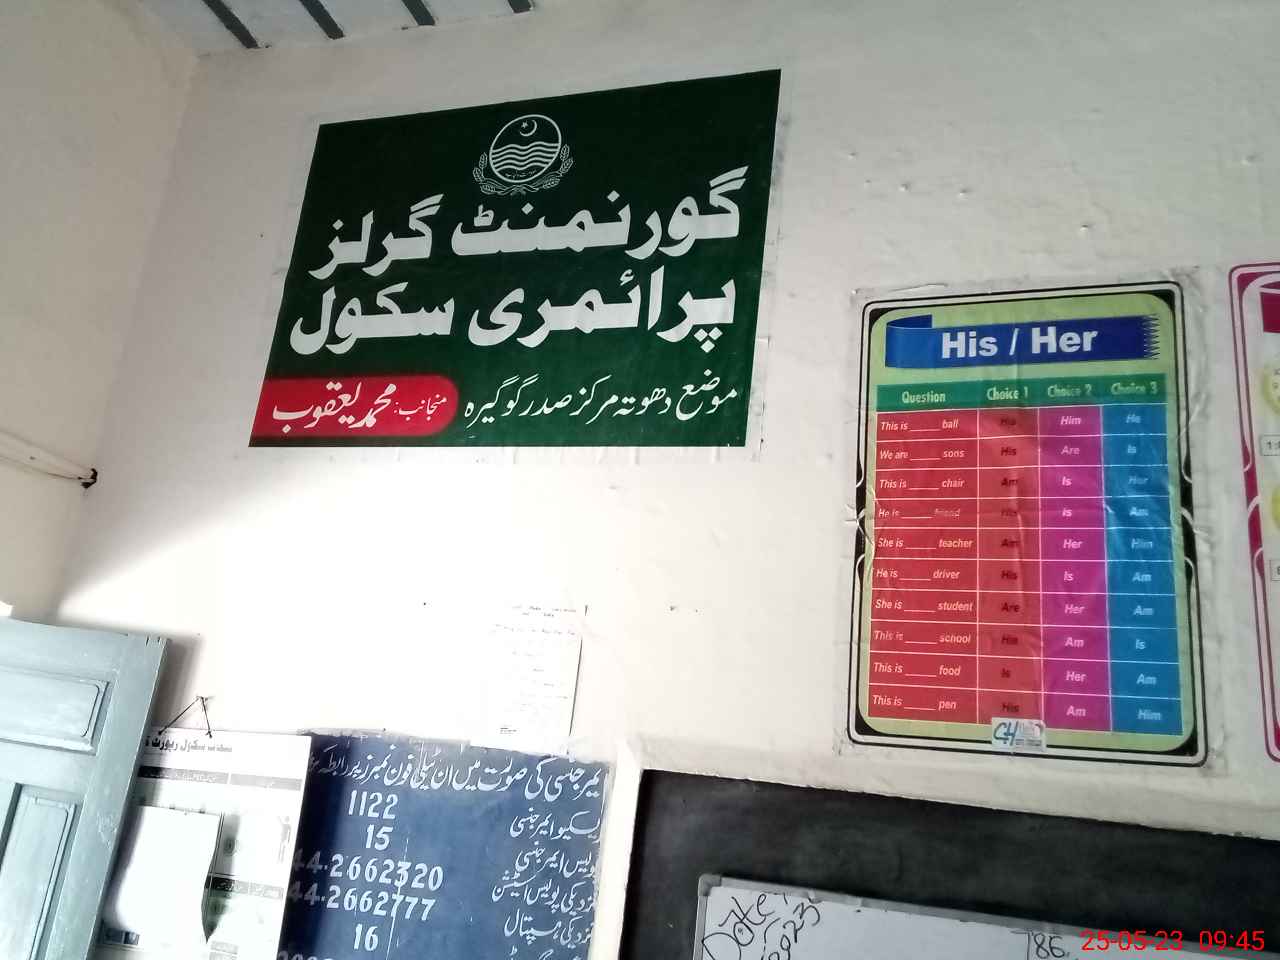 گورنمنٹ گرلز
پرائمری سکول
موضع دھوتہ مرکز صدر گوگیرہ
منجانب: محمد یعقوب
His / Her
Question Choice 1 Choice 2 Choice 3
This is _____ ball His Him He
We are _____ sons His Are Is
This is _____ chair Am Is Her
He is _____ friend His Is Am
She is _____ teacher Am Her Him
He is _____ driver His Is Am
She is _____ student Are Her Am
This is _____ school His Am Is
This is _____ food Is Her Am
This is _____ pen His Am Him
سکول رپورٹ
ایمرجنسی کی صورت میں ان ٹیلی فون نمبرز پر رابطہ
ریسکیو ایمرجنسی 1122
پولیس ایمرجنسی 15
نزدیکی پولیس اسٹیشن 44.2662320
نزدیکی ہسپتال 44.2662777
16
Date
2023
786
25-05-23 09:45